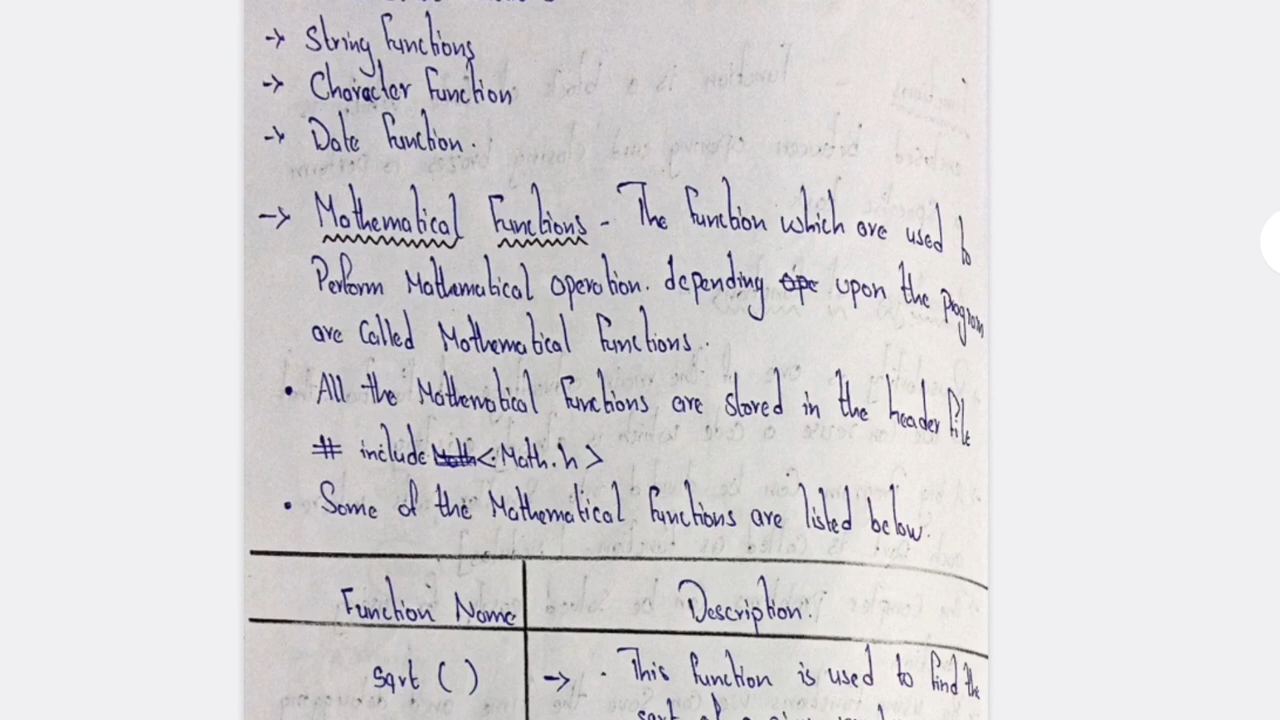 → String Functions
→ Character Function
→ Date Function.
→ Mathematical Functions - The Function which are used to
Perform Mathematical operation. depending upon the program
are Called Mathematical Functions.
• All the Mathematical Functions are stored in the header file
# include <Math.h>
• Some of the Mathematical Functions are listed below.
Function Name Description.
sqrt ( ) → . This function is used to find the